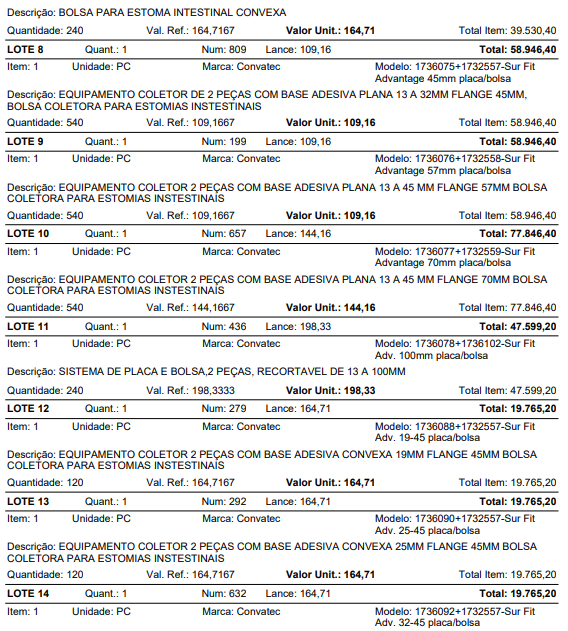 Descrição: BOLSA PARA ESTOMA INTESTINAL CONVEXA
Quantidade: 240 Val. Ref.: 164,7167 Valor Unit.: 164,71 Total Item: 39.530,40
LOTE 8 Quant.: 1 Num: 809 Lance: 109,16 Total: 58.946,40
Item: 1 Unidade: PC Marca: Convatec Modelo: 1736075+1732557-Sur Fit
Advantage 45mm placa/bolsa
Descrição: EQUIPAMENTO COLETOR DE 2 PEÇAS COM BASE ADESIVA PLANA 13 A 32MM FLANGE 45MM,
BOLSA COLETORA PARA ESTOMIAS INSTESTINAIS
Quantidade: 540 Val. Ref.: 109,1667 Valor Unit.: 109,16 Total Item: 58.946,40
LOTE 9 Quant.: 1 Num: 199 Lance: 109,16 Total: 58.946,40
Item: 1 Unidade: PC Marca: Convatec Modelo: 1736076+1732558-Sur Fit
Advantage 57mm placa/bolsa
Descrição: EQUIPAMENTO COLETOR 2 PEÇAS COM BASE ADESIVA PLANA 13 A 45 MM FLANGE 57MM BOLSA
COLETORA PARA ESTOMIAS INSTESTINAIS
Quantidade: 540 Val. Ref.: 109,1667 Valor Unit.: 109,16 Total Item: 58.946,40
LOTE 10 Quant.: 1 Num: 657 Lance: 144,16 Total: 77.846,40
Item: 1 Unidade: PC Marca: Convatec Modelo: 1736077+1732559-Sur Fit
Advantage 70mm placa/bolsa
Descrição: EQUIPAMENTO COLETOR 2 PEÇAS COM BASE ADESIVA PLANA 13 A 45 MM FLANGE 70MM BOLSA
COLETORA PARA ESTOMIAS INSTESTINAIS
Quantidade: 540 Val. Ref.: 144,1667 Valor Unit.: 144,16 Total Item: 77.846,40
LOTE 11 Quant.: 1 Num: 436 Lance: 198,33 Total: 47.599,20
Item: 1 Unidade: PC Marca: Convatec Modelo: 1736078+1736102-Sur Fit
Adv. 100mm placa/bolsa
Descrição: SISTEMA DE PLACA E BOLSA,2 PEÇAS, RECORTAVEL DE 13 A 100MM
Quantidade: 240 Val. Ref.: 198,3333 Valor Unit.: 198,33 Total Item: 47.599,20
LOTE 12 Quant.: 1 Num: 279 Lance: 164,71 Total: 19.765,20
Item: 1 Unidade: PC Marca: Convatec Modelo: 1736088+1732557-Sur Fit
Adv. 19-45 placa/bolsa
Descrição: EQUIPAMENTO COLETOR 2 PEÇAS COM BASE ADESIVA CONVEXA 19MM FLANGE 45MM BOLSA
COLETORA PARA ESTOMIAS INSTESTINAIS
Quantidade: 120 Val. Ref.: 164,7167 Valor Unit.: 164,71 Total Item: 19.765,20
LOTE 13 Quant.: 1 Num: 292 Lance: 164,71 Total: 19.765,20
Item: 1 Unidade: PC Marca: Convatec Modelo: 1736090+1732557-Sur Fit
Adv. 25-45 placa/bolsa
Descrição: EQUIPAMENTO COLETOR 2 PEÇAS COM BASE ADESIVA CONVEXA 25MM FLANGE 45MM BOLSA
COLETORA PARA ESTOMIAS INSTESTINAIS
Quantidade: 120 Val. Ref.: 164,7167 Valor Unit.: 164,71 Total Item: 19.765,20
LOTE 14 Quant.: 1 Num: 632 Lance: 164,71 Total: 19.765,20
Item: 1 Unidade: PC Marca: Convatec Modelo: 1736092+1732557-Sur Fit
Adv. 32-45 placa/bolsa